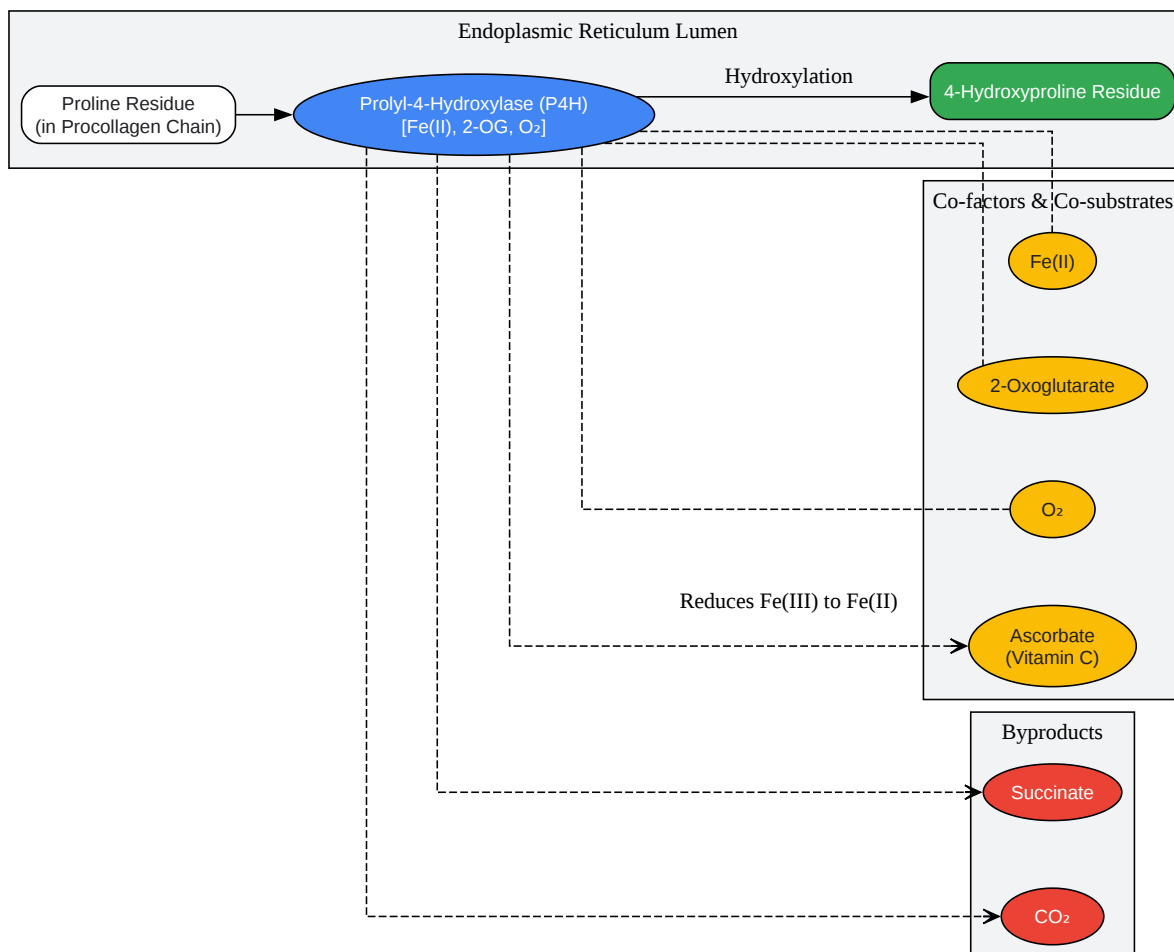 Endoplasmic Reticulum Lumen
Proline Residue
(in Procollagen Chain)
Prolyl-4-Hydroxylase (P4H)
[Fe(II), 2-OG, O₂]
Hydroxylation
4-Hydroxyproline Residue
Co-factors & Co-substrates
Fe(II)
2-Oxoglutarate
O₂
Reduces Fe(III) to Fe(II)
Ascorbate
(Vitamin C)
Byproducts
Succinate
CO₂